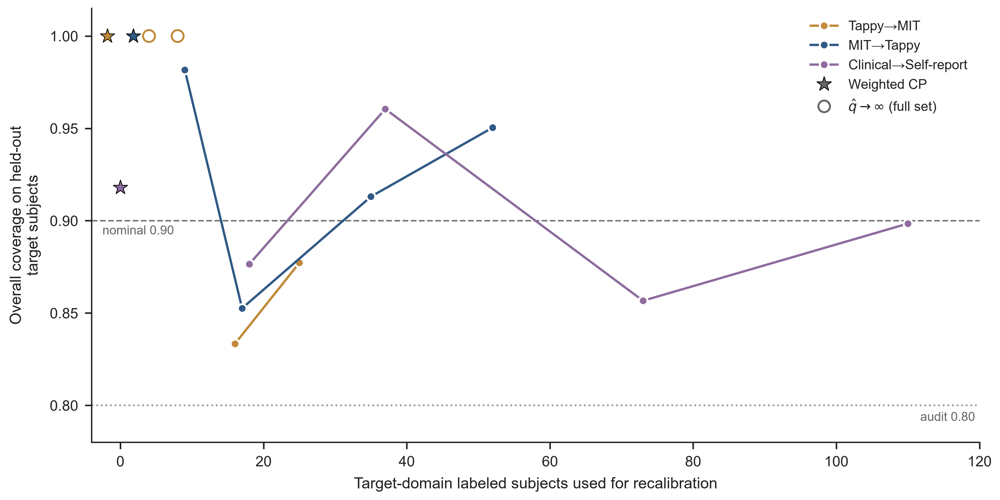 Overall coverage on held-out
target subjects
1.00
0.95
0.90
0.85
0.80
nominal 0.90
audit 0.80
Tappy→MIT
MIT→Tappy
Clinical→Self-report
Weighted CP
q̂ → ∞ (full set)
0
20
40
60
80
100
120
Target-domain labeled subjects used for recalibration